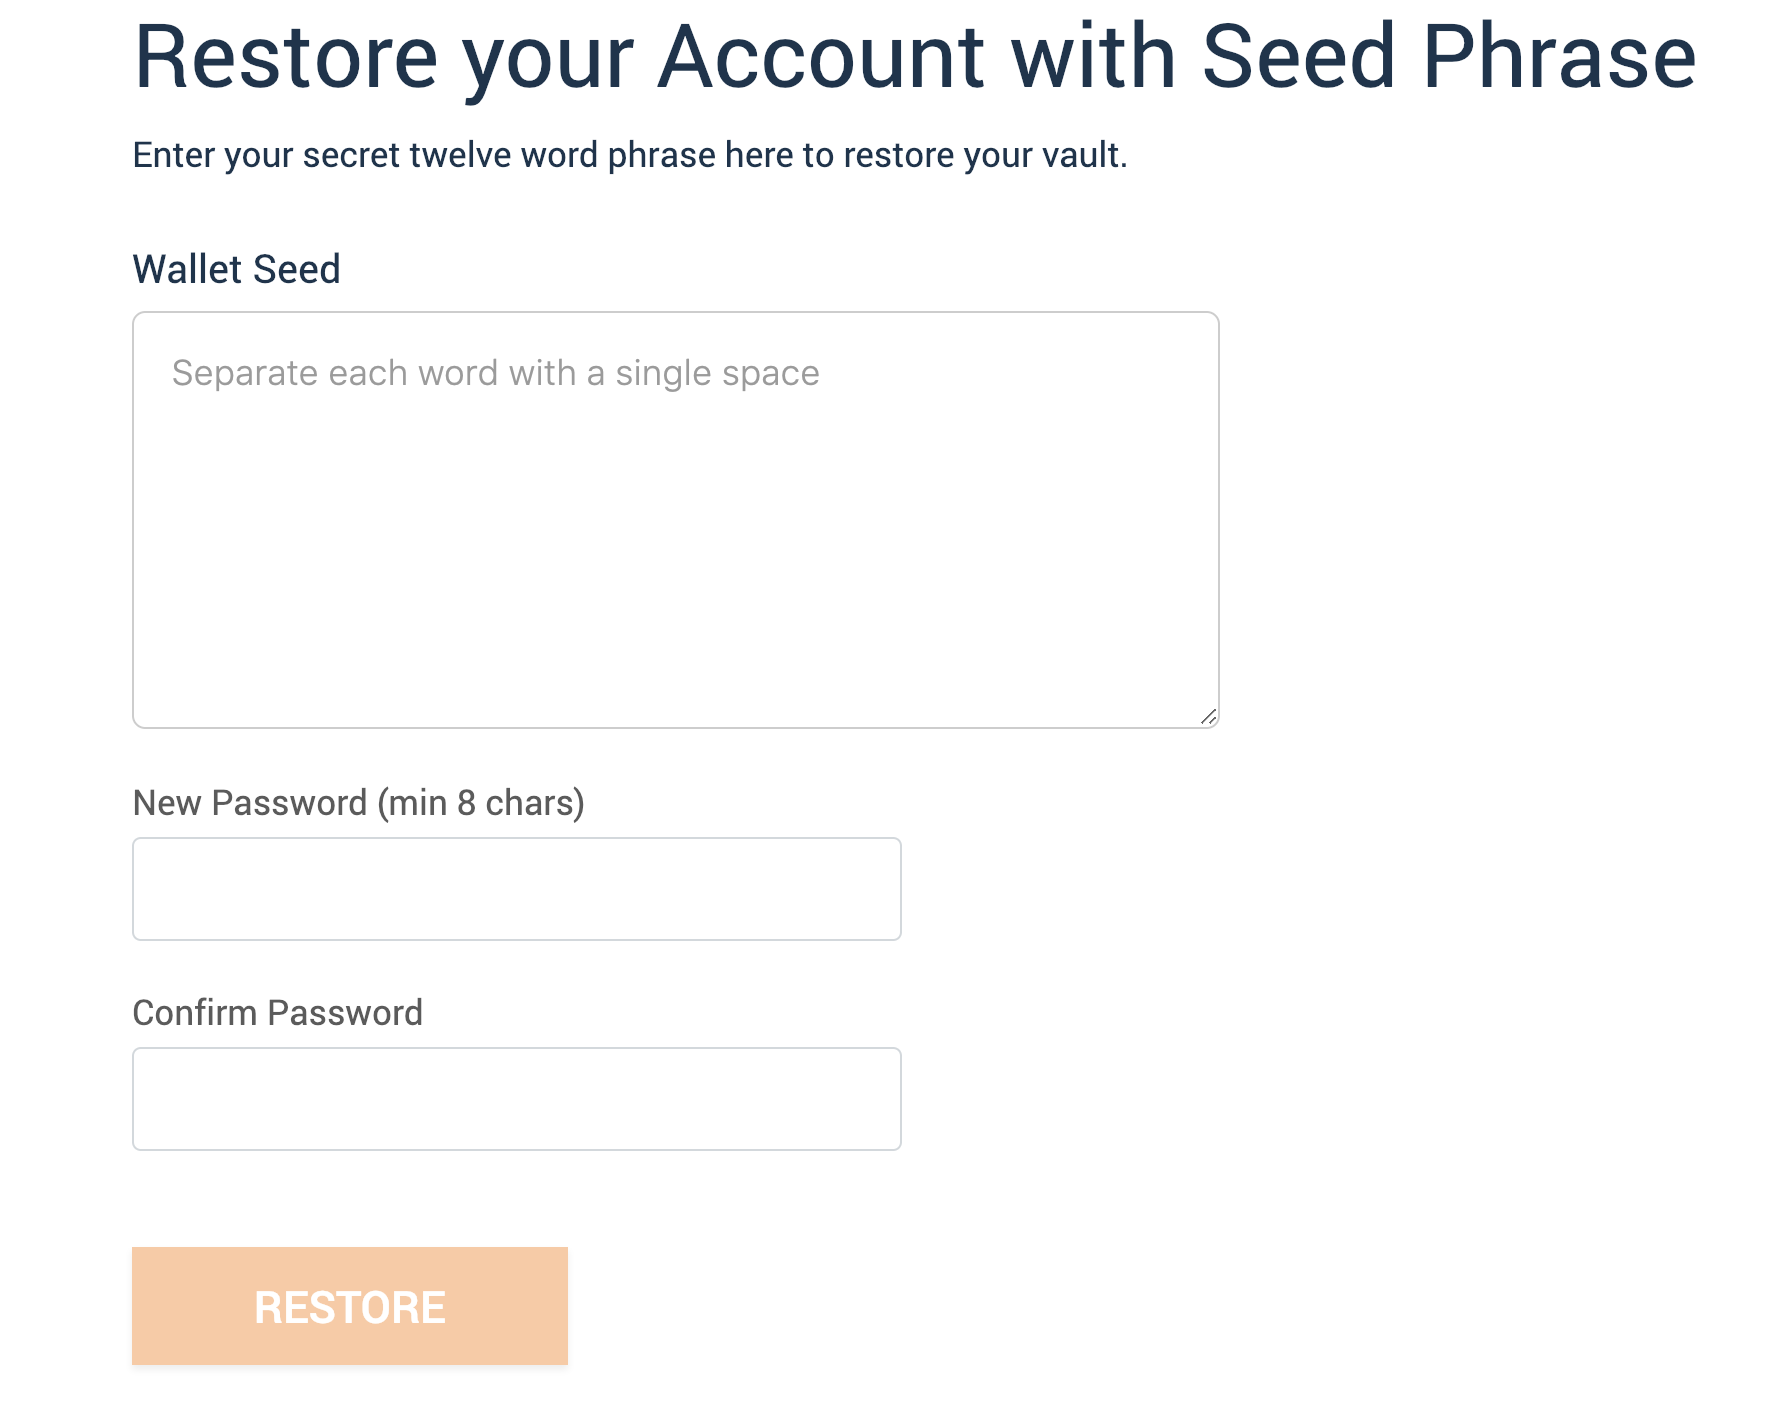 Restore your Account with Seed Phrase
Enter your secret twelve word phrase here to restore your vault.
Wallet Seed
Separate each word with a single space
New Password (min 8 chars)
Confirm Password
RESTORE